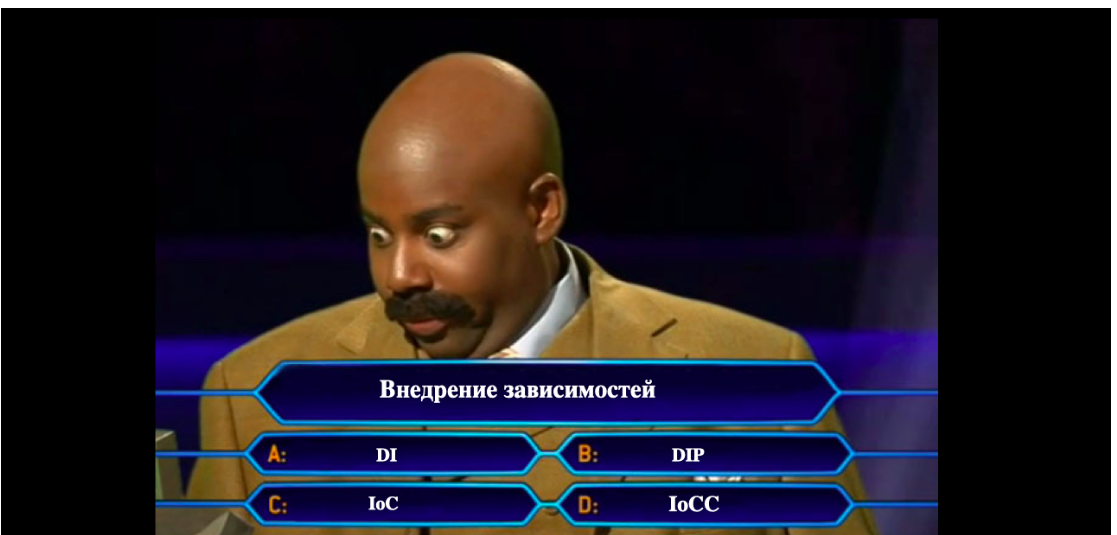 Внедрение зависимостей
A: DI
B: DIP
C: IoC
D: IoCC